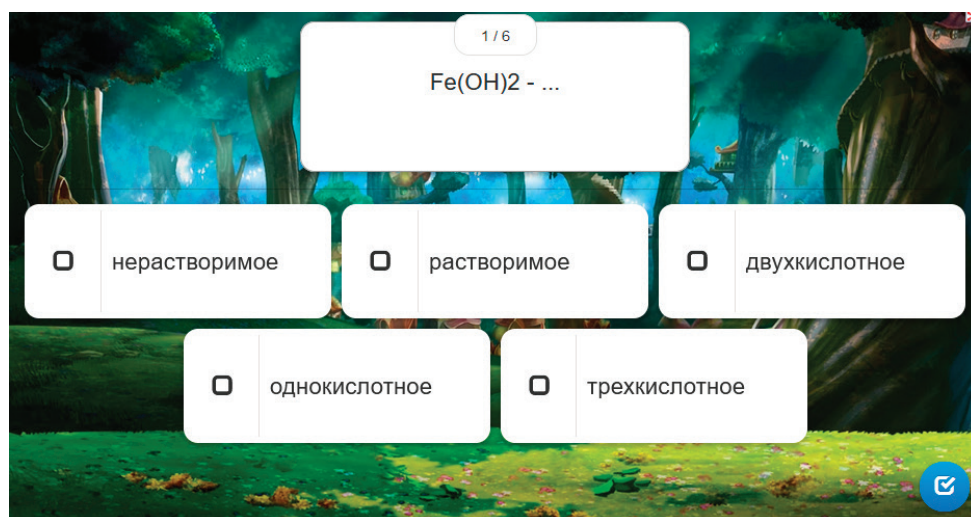 1 / 6
Fe(OH)2 - ...
нерастворимое
растворимое
двухкислотное
однокислотное
трехкислотное